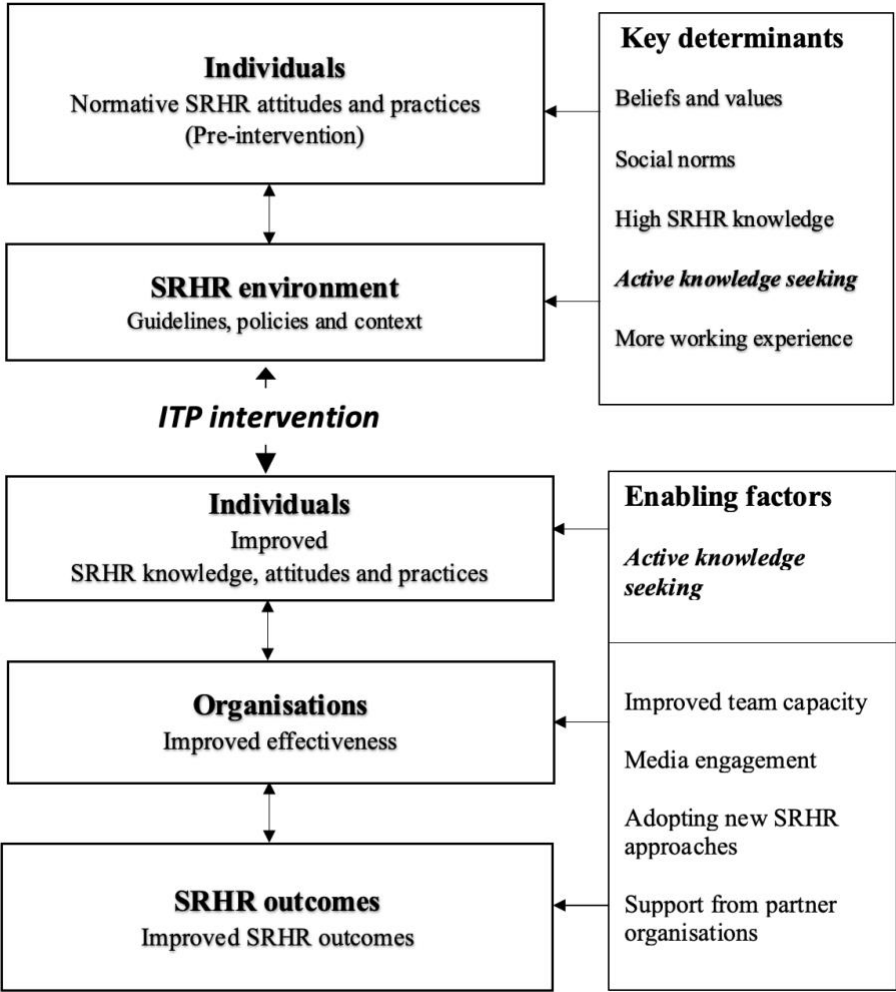 Individuals
Normative SRHR attitudes and practices
(Pre-intervention)
SRHR environment
Guidelines, policies and context
Key determinants
Beliefs and values
Social norms
High SRHR knowledge
Active knowledge seeking
More working experience
ITP intervention
Individuals
Improved
SRHR knowledge, attitudes and practices
Organisations
Improved effectiveness
SRHR outcomes
Improved SRHR outcomes
Enabling factors
Active knowledge
seeking
Improved team capacity
Media engagement
Adopting new SRHR
approaches
Support from partner
organisations